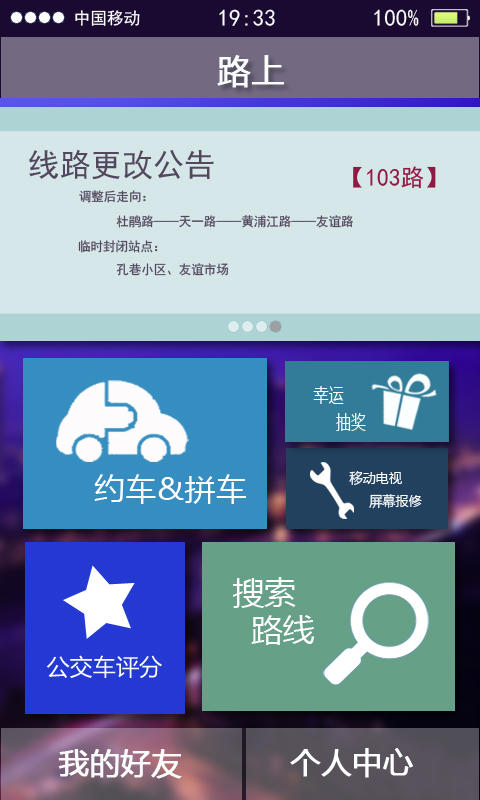 中国移动 19:33 100%
路上
线路更改公告
【103路】
调整后走向:
杜鹃路——天一路——黄浦江路——友谊路
临时封闭站点:
孔巷小区、友谊市场
约车&拼车
幸运
抽奖
移动电视
屏幕报修
公交车评分
搜索
路线
我的好友
个人中心